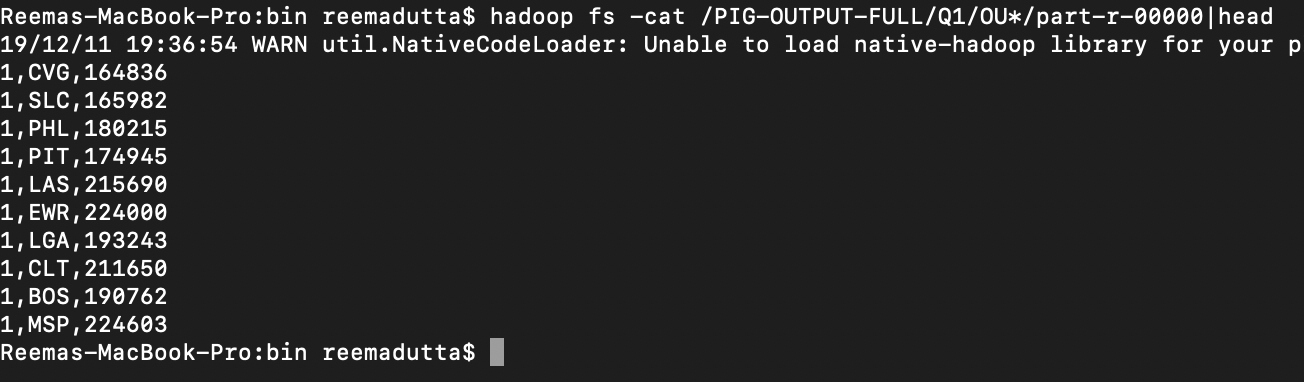 Reemas-MacBook-Pro:bin reemadutta$ hadoop fs -cat /PIG-OUTPUT-FULL/Q1/OU*/part-r-00000|head
19/12/11 19:36:54 WARN util.NativeCodeLoader: Unable to load native-hadoop library for your p
1,CVG,164836
1,SLC,165982
1,PHL,180215
1,PIT,174945
1,LAS,215690
1,EWR,224000
1,LGA,193243
1,CLT,211650
1,BOS,190762
1,MSP,224603
Reemas-MacBook-Pro:bin reemadutta$